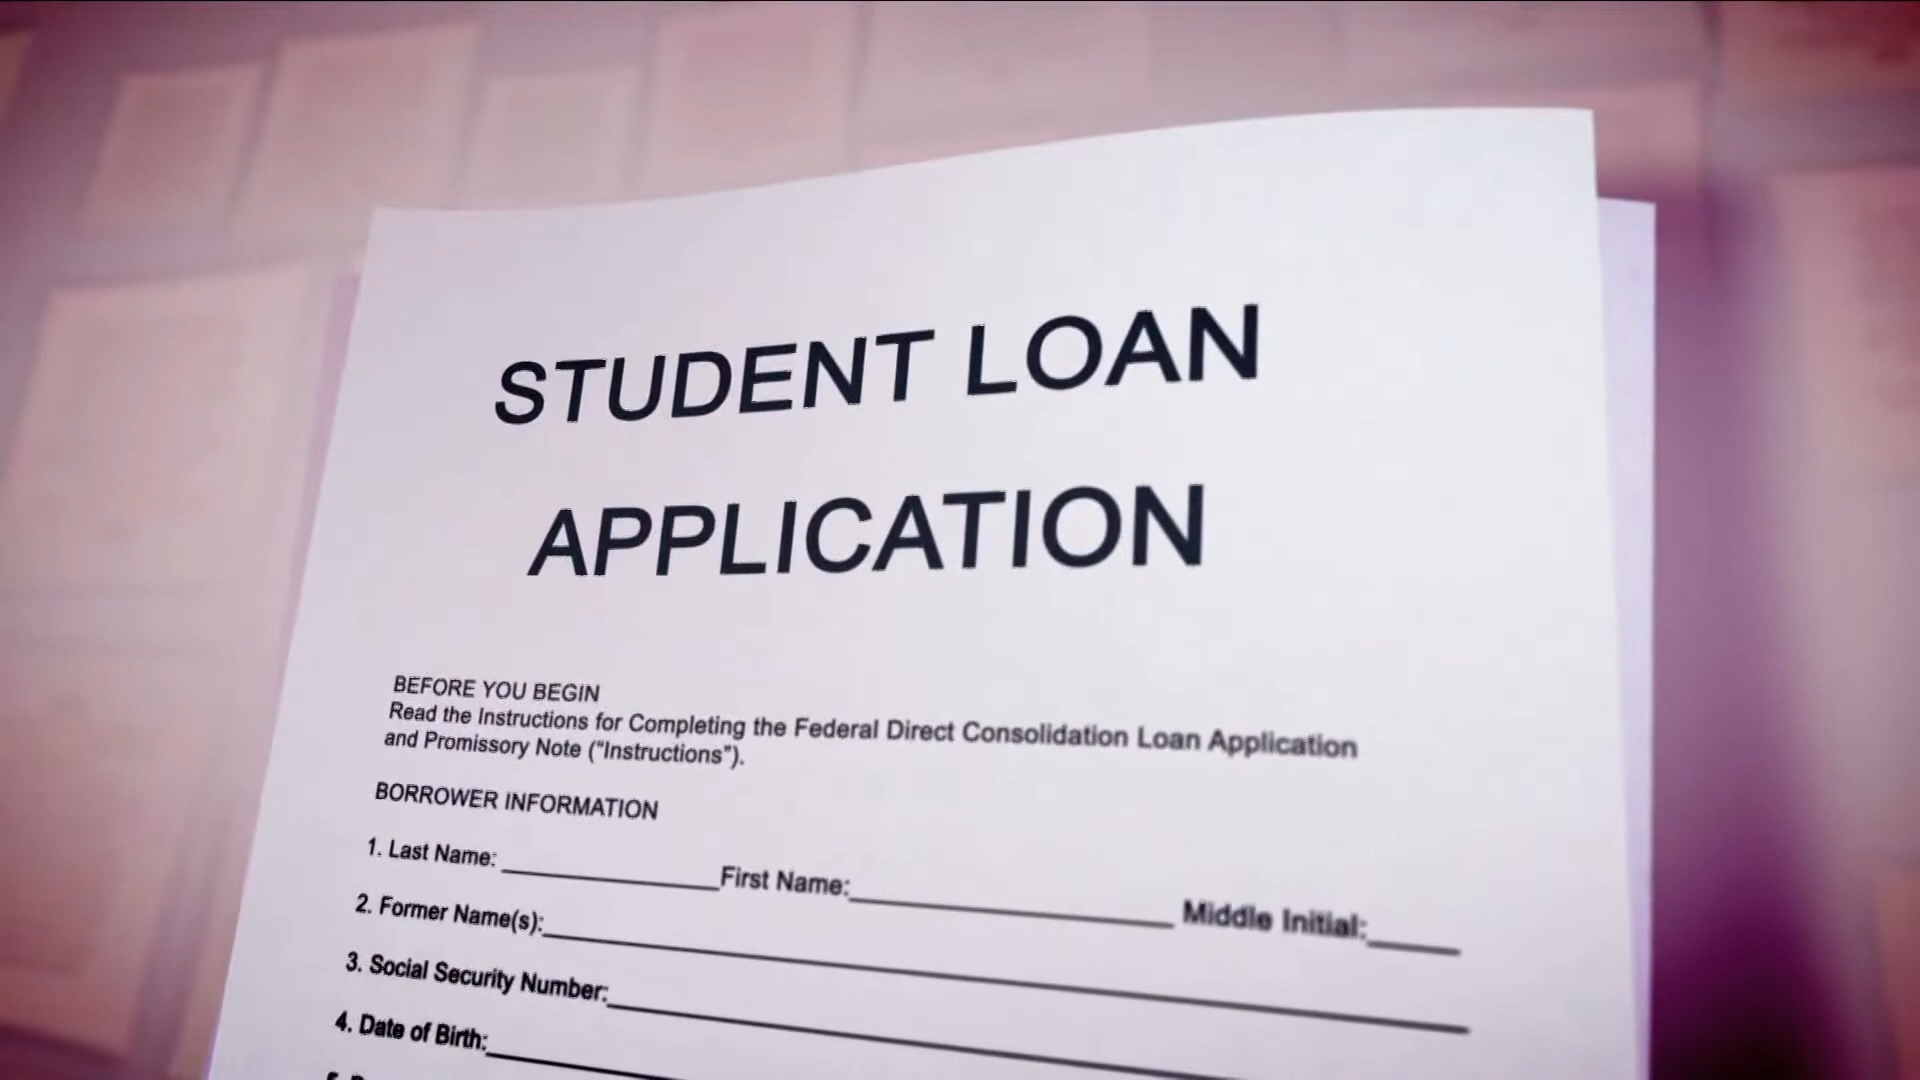 STUDENT LOAN
APPLICATION
BEFORE YOU BEGIN
Read the Instructions for Completing the Federal Direct Consolidation Loan Application
and Promissory Note (“Instructions”).
BORROWER INFORMATION
1. Last Name: First Name: Middle Initial:
2. Former Name(s):
3. Social Security Number:
4. Date of Birth: